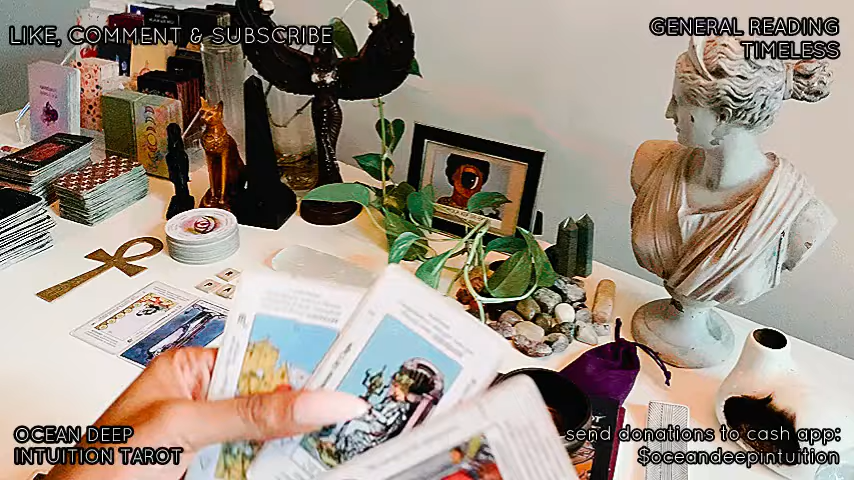 LIKE, COMMENT & SUBSCRIBE
GENERAL READING
TIMELESS
OCEAN DEEP
INTUITION TAROT
send donations to cash app:
$oceandeepintuition